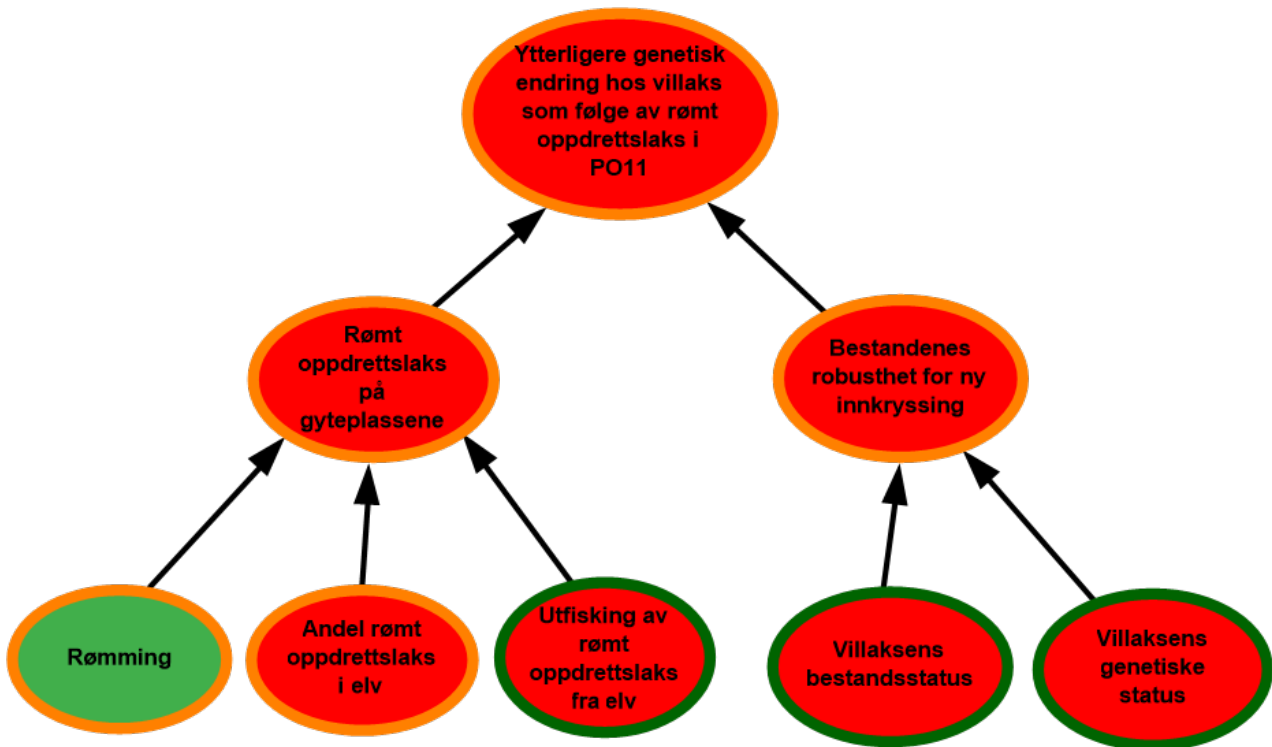 Ytterligere genetisk
endring hos villaks
som følge av rømt
oppdrettslaks i
PO11
Rømt
oppdrettslaks
på
gyteplassene
Bestandenes
robusthet for ny
innkryssing
Rømming
Andel rømt
oppdrettslaks
i elv
Utfisking av
rømt
oppdrettslaks
fra elv
Villaksens
bestandsstatus
Villaksens
genetiske
status